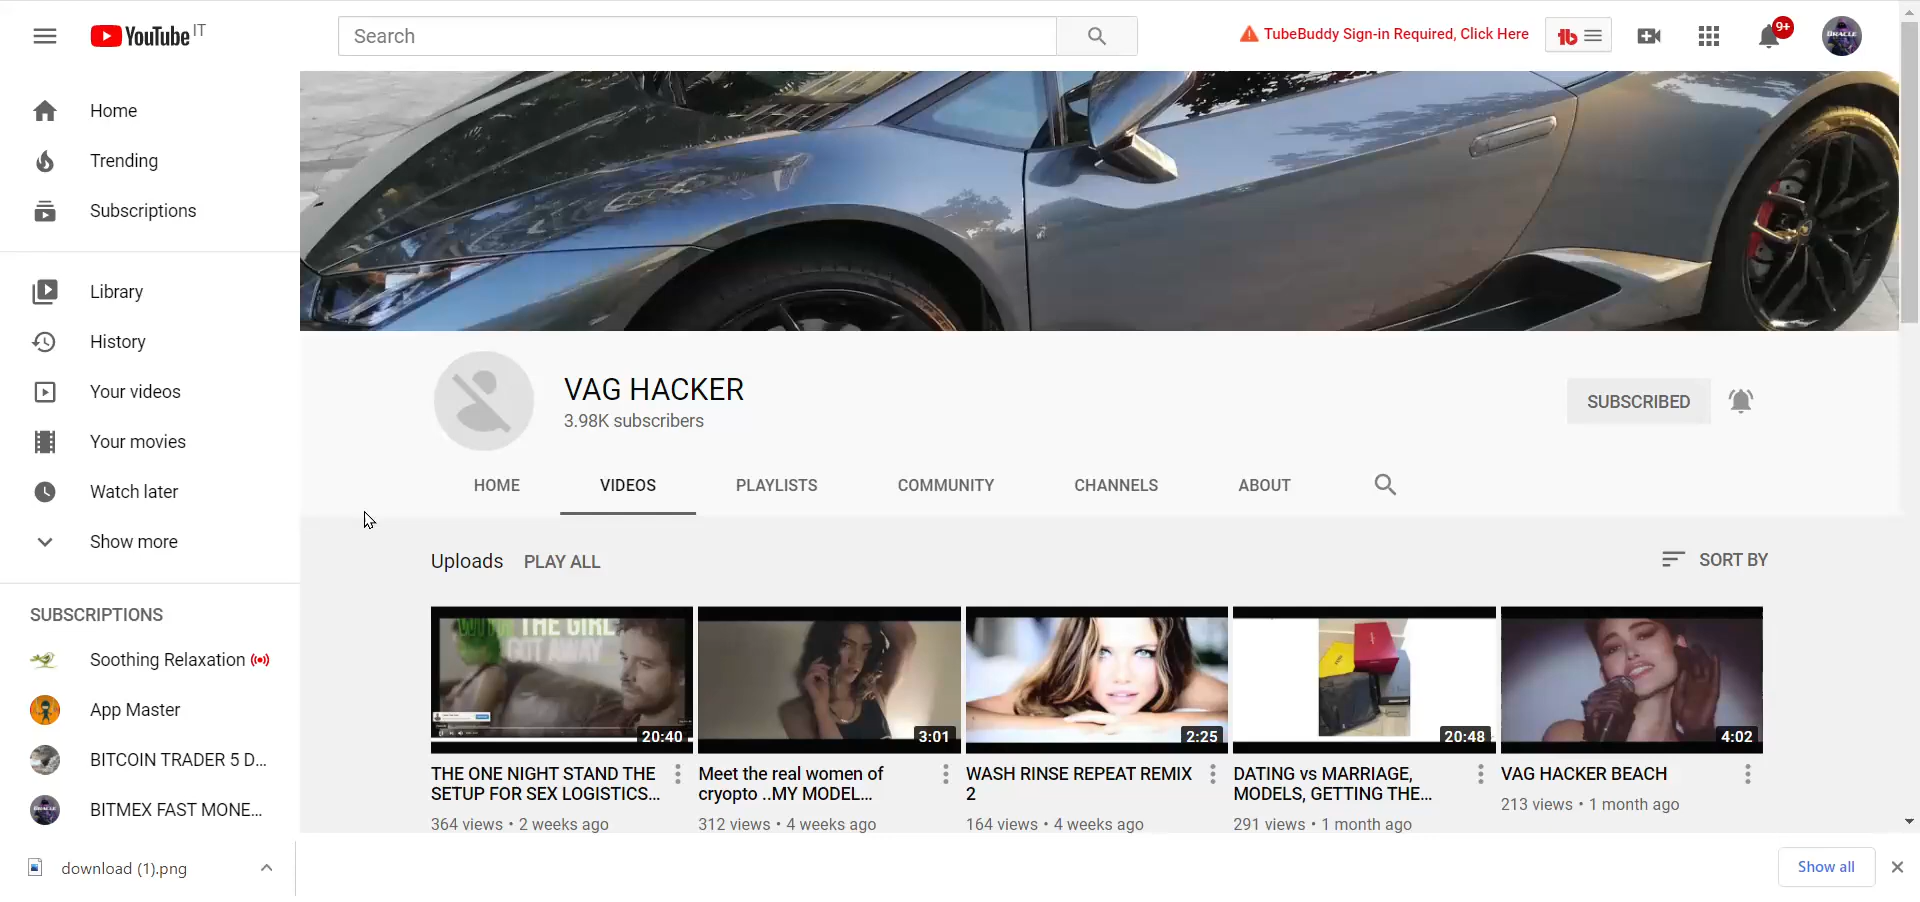 YouTube IT
Search
TubeBuddy Sign-in Required, Click Here
9+
ORACLE
Home
Trending
Subscriptions
Library
History
Your videos
Your movies
Watch later
Show more
SUBSCRIPTIONS
Soothing Relaxation
App Master
BITCOIN TRADER 5 D...
BITMEX FAST MONE...
VAG HACKER
3.98K subscribers
SUBSCRIBED
HOME
VIDEOS
PLAYLISTS
COMMUNITY
CHANNELS
ABOUT
Uploads
PLAY ALL
SORT BY
THE GIRL
GOT AWAY
20:40
3:01
2:25
20:48
4:02
THE ONE NIGHT STAND THE
SETUP FOR SEX LOGISTICS...
364 views • 2 weeks ago
Meet the real women of
cryopto ..MY MODEL...
312 views • 4 weeks ago
WASH RINSE REPEAT REMIX
2
164 views • 4 weeks ago
DATING vs MARRIAGE,
MODELS, GETTING THE...
291 views • 1 month ago
VAG HACKER BEACH
213 views • 1 month ago
download (1).png
Show all